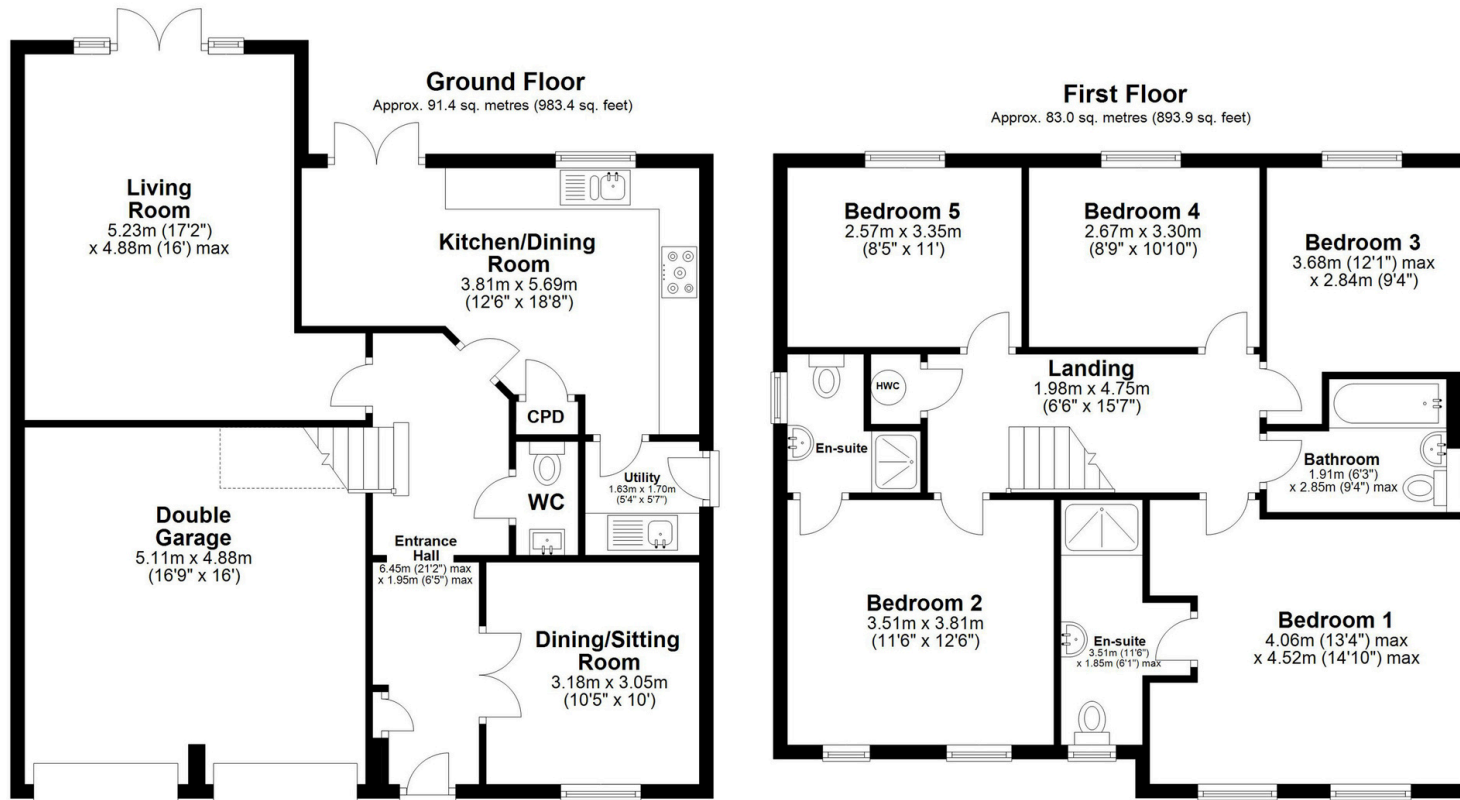 Ground Floor
Approx. 91.4 sq. metres (983.4 sq. feet)
Living
Room
5.23m (17'2")
x 4.88m (16') max
Kitchen/Dining
Room
3.81m x 5.69m
(12'6" x 18'8")
CPD
WC
Utility
1.63m x 1.70m
(5'4" x 5'7")
Double
Garage
5.11m x 4.88m
(16'9" x 16')
Entrance
Hall
6.45m (21'2") max
x 1.95m (6'5") max
Dining/Sitting
Room
3.18m x 3.05m
(10'5" x 10')
First Floor
Approx. 83.0 sq. metres (893.9 sq. feet)
Bedroom 5
2.57m x 3.35m
(8'5" x 11')
Bedroom 4
2.67m x 3.30m
(8'9" x 10'10")
Bedroom 3
3.68m (12'1") max
x 2.84m (9'4")
Landing
1.98m x 4.75m
(6'6" x 15'7")
HWC
En-suite
Bathroom
1.91m (6'3")
x 2.85m (9'4") max
Bedroom 2
3.51m x 3.81m
(11'6" x 12'6")
En-suite
3.51m (11'6")
x 1.85m (6'1") max
Bedroom 1
4.06m (13'4") max
x 4.52m (14'10") max